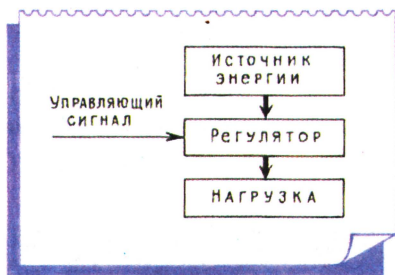 Источник
энергии
Управляющий
сигнал
Регулятор
Нагрузка